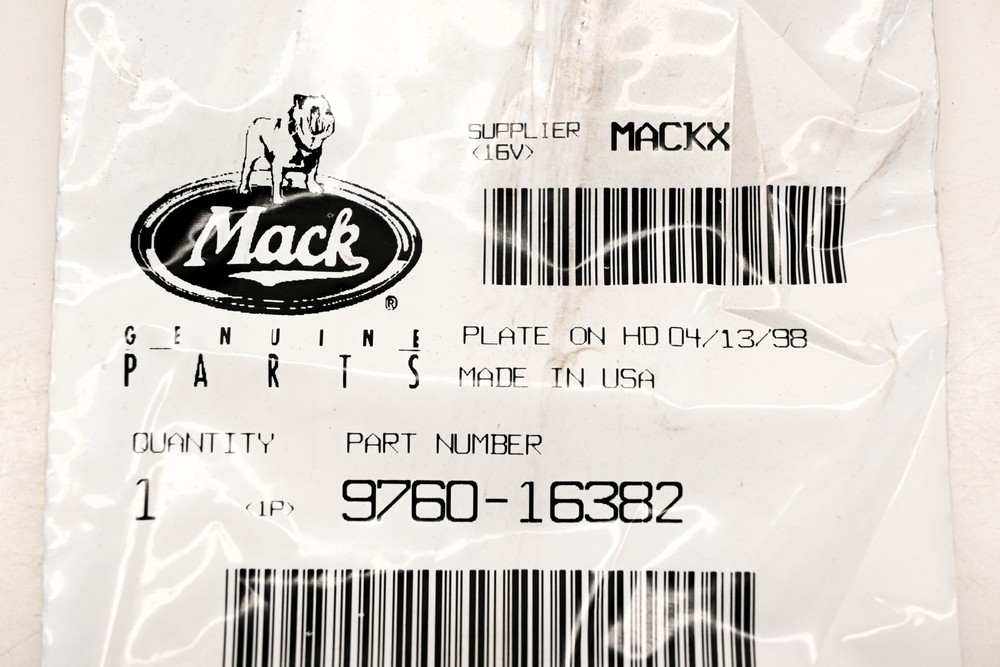 Mack
®
GENUINE
PARTS
SUPPLIER
(16V)
MACKX
PLATE ON HD 04/13/98
MADE IN USA
QUANTITY
PART NUMBER
1
(1P)
9760-16382